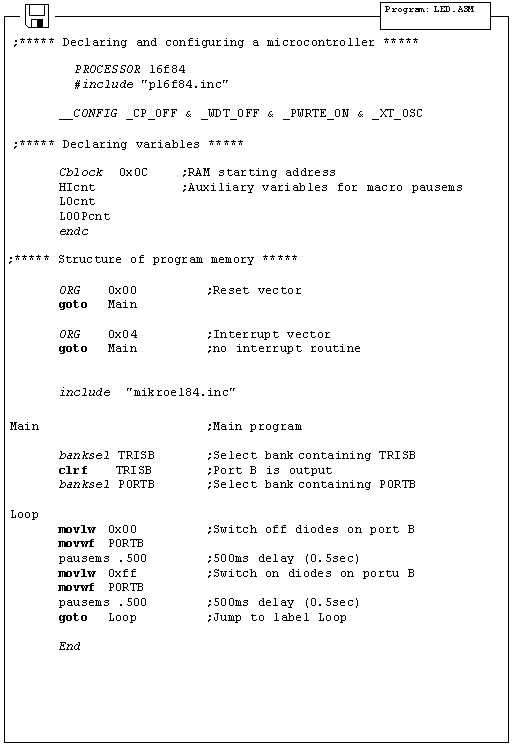 Program: LED.ASM
;***** Declaring and configuring a microcontroller *****
PROCESSOR 16f84
#include "p16f84.inc"
__CONFIG _CP_OFF & _WDT_OFF & _PWRTE_ON & _XT_OSC
;***** Declaring variables *****
Cblock 0x0C ;RAM starting address
HIcnt ;Auxiliary variables for macro pausems
LOcnt
LOOPcnt
endc
;***** Structure of program memory *****
ORG 0x00 ;Reset vector
goto Main
ORG 0x04 ;Interrupt vector
goto Main ;no interrupt routine
include "mikroel84.inc"
Main ;Main program
banksel TRISB ;Select bank containing TRISB
clrf TRISB ;Port B is output
banksel PORTB ;Select bank containing PORTB
Loop
movlw 0x00 ;Switch off diodes on port B
movwf PORTB
pausems .500 ;500ms delay (0.5sec)
movlw 0xff ;Switch on diodes on portu B
movwf PORTB
pausems .500 ;500ms delay (0.5sec)
goto Loop ;Jump to label Loop
End